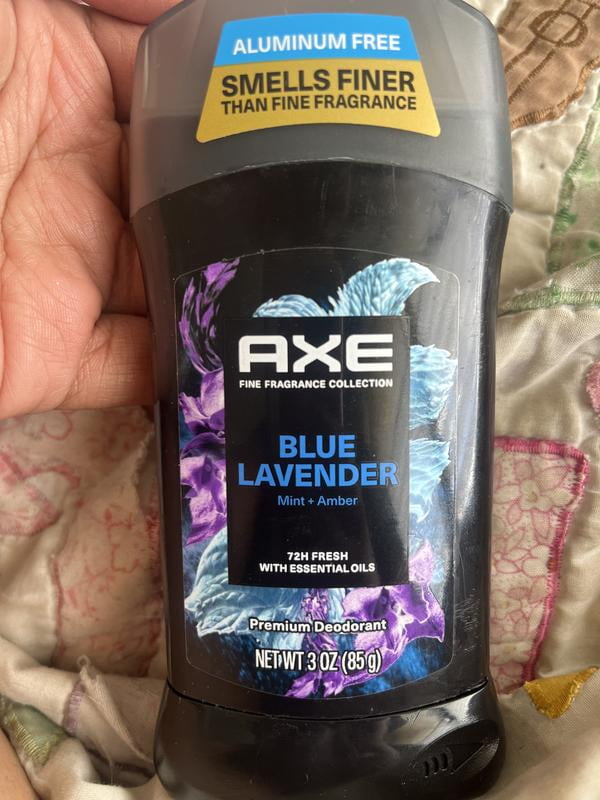 ALUMINUM FREE
SMELLS FINER
THAN FINE FRAGRANCE
AXE
FINE FRAGRANCE COLLECTION
BLUE
LAVENDER
Mint + Amber
72H FRESH
WITH ESSENTIAL OILS
Premium Deodorant
NET WT 3 OZ (85 g)